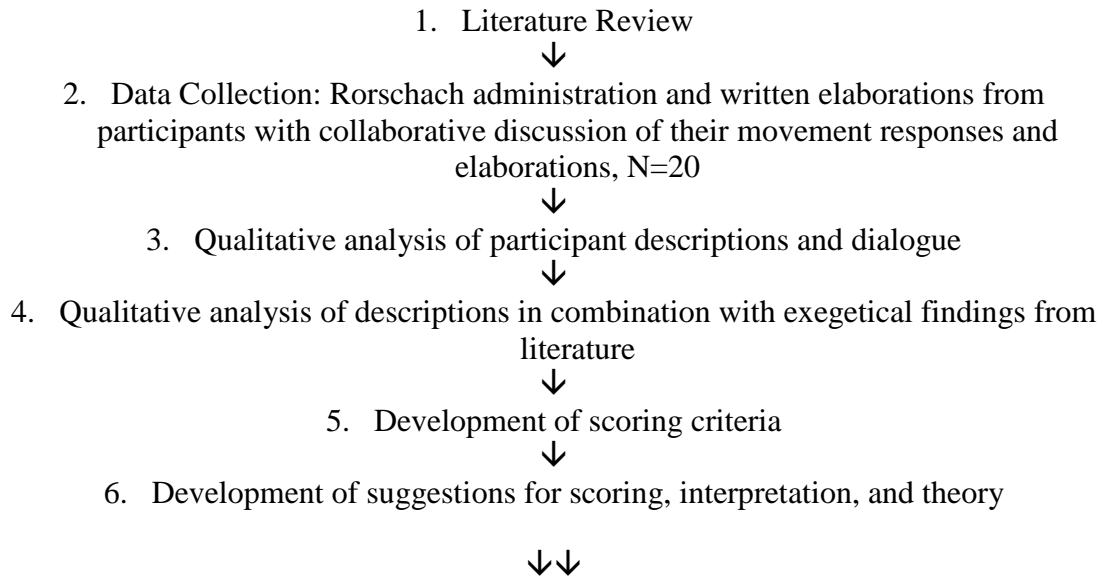 1. Literature Review
↓
2. Data Collection: Rorschach administration and written elaborations from
participants with collaborative discussion of their movement responses and
elaborations, N=20
↓
3. Qualitative analysis of participant descriptions and dialogue
↓
4. Qualitative analysis of descriptions in combination with exegetical findings from
literature
↓
5. Development of scoring criteria
↓
6. Development of suggestions for scoring, interpretation, and theory
↓↓